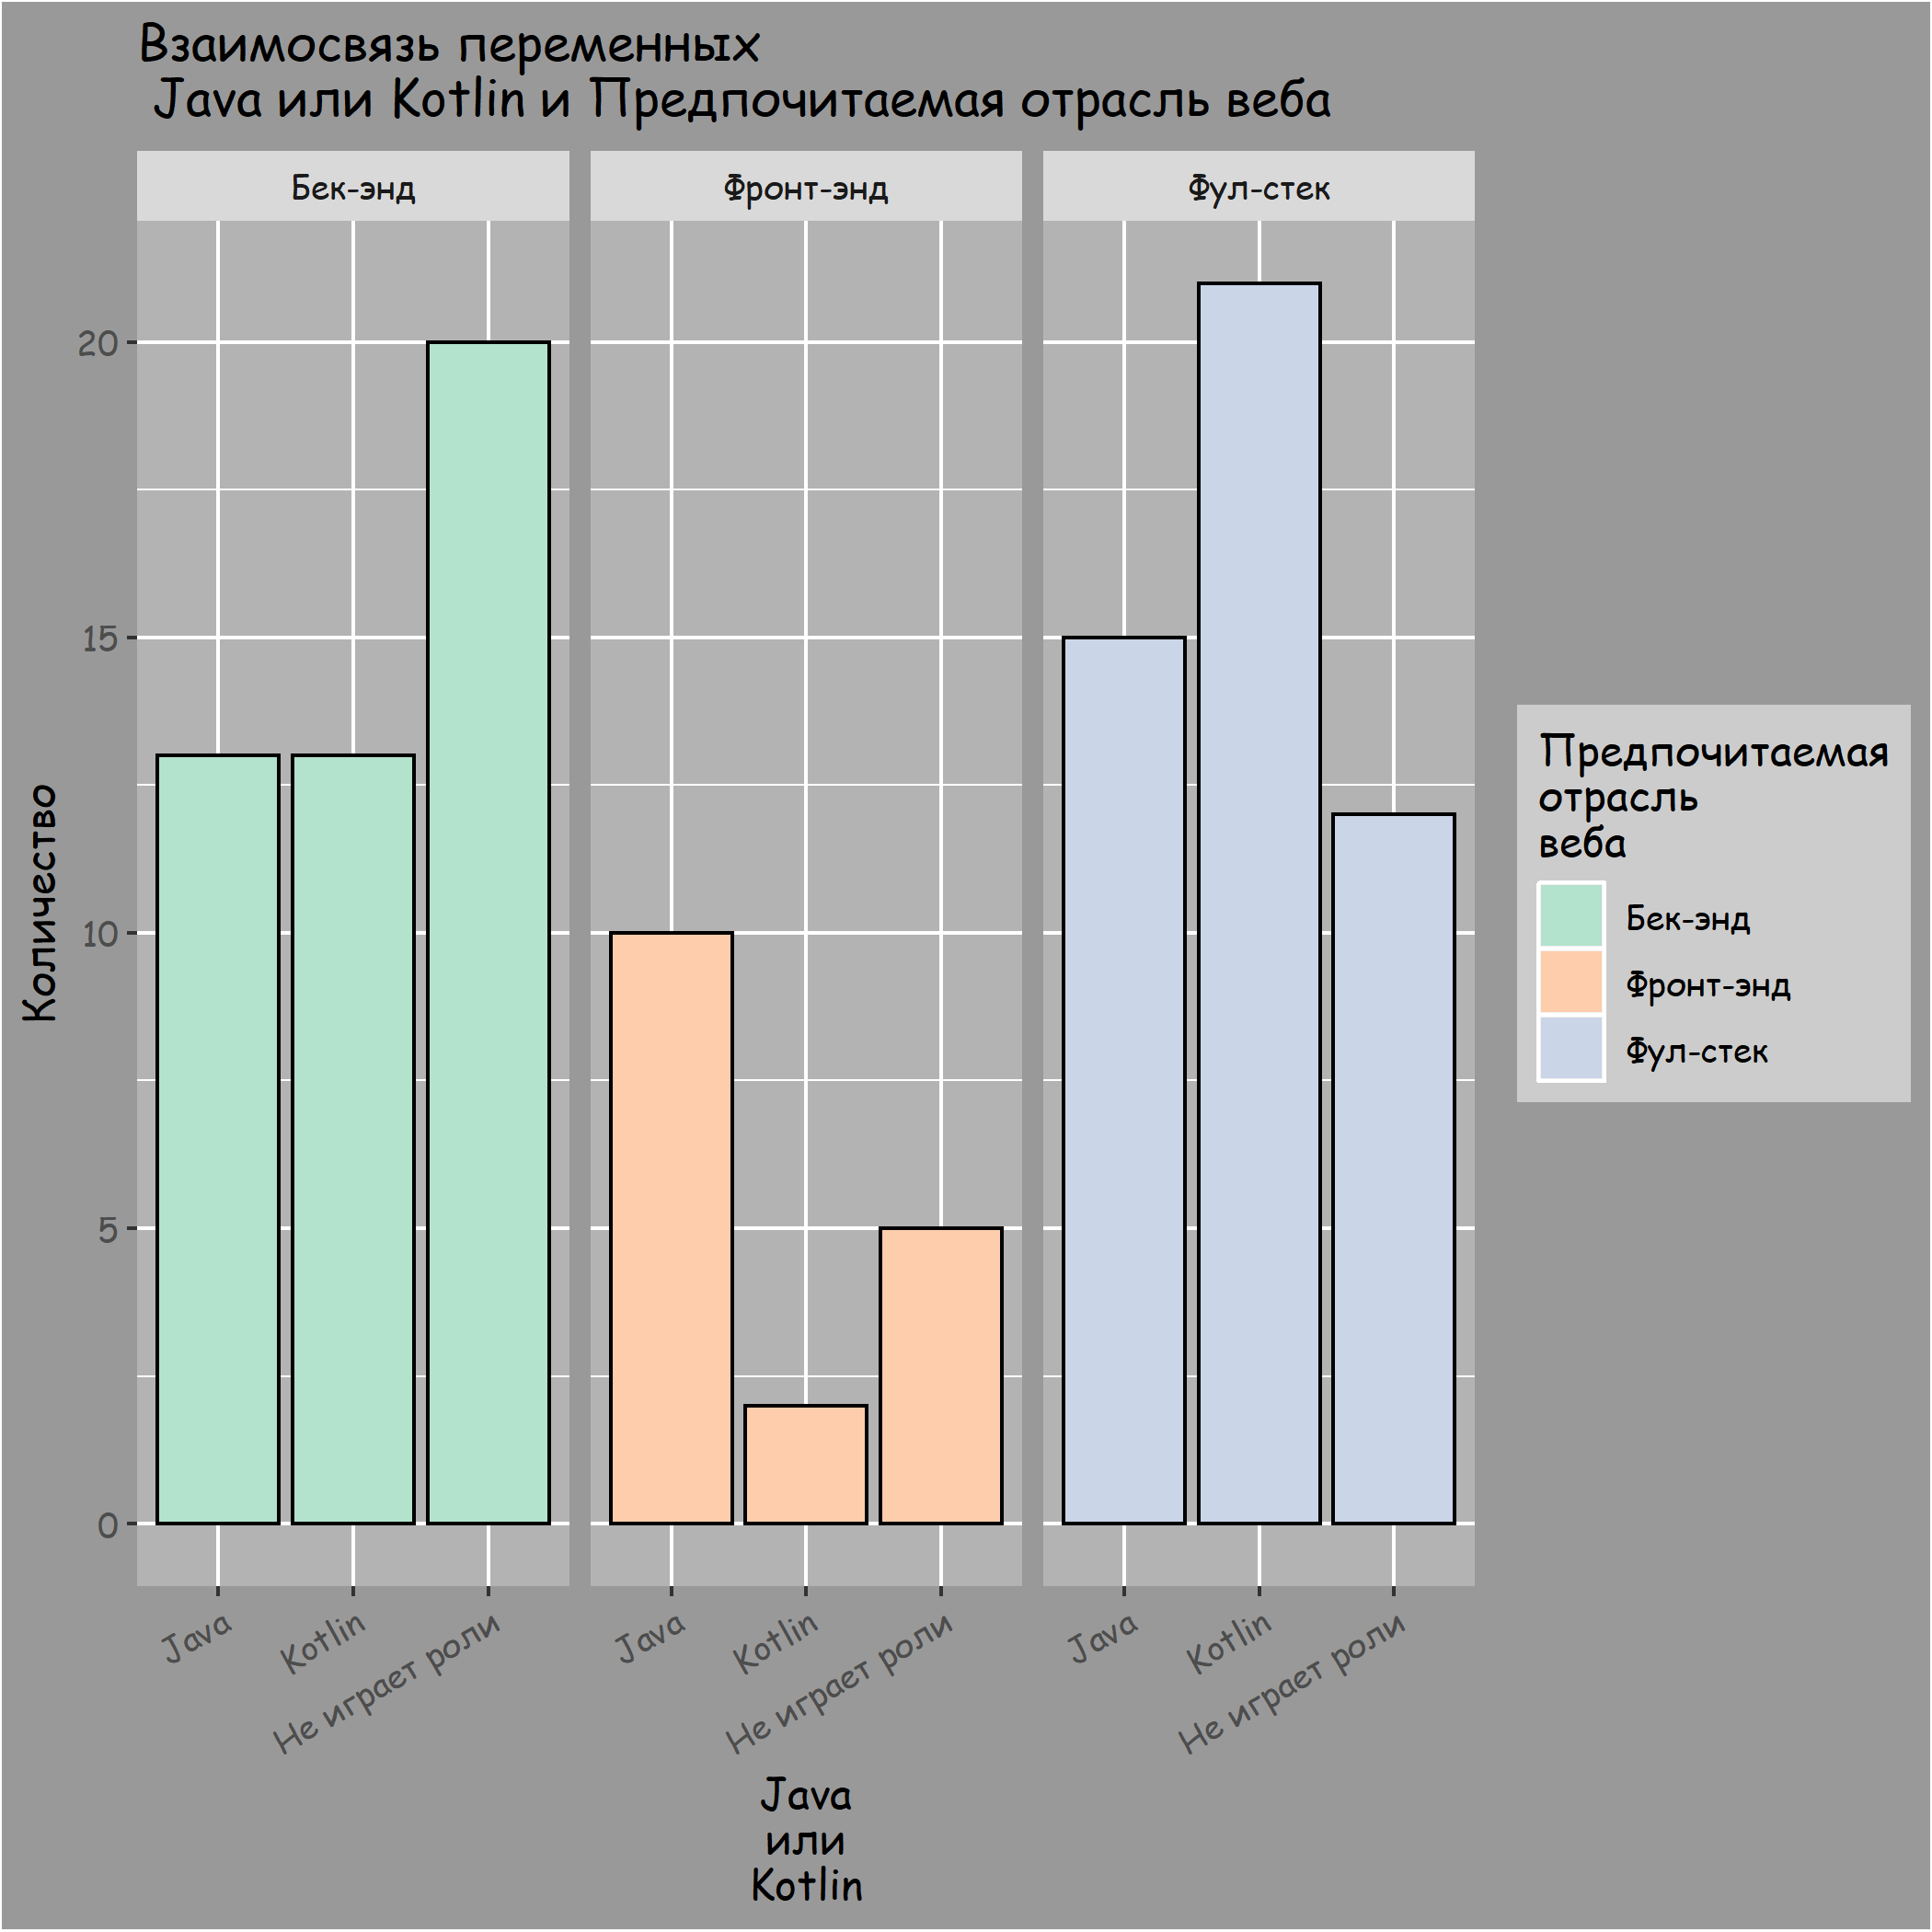 Взаимосвязь переменных
Java или Kotlin и Предпочитаемая отрасль веба
Бек-энд
Фронт-энд
Фул-стек
Количество
20
15
10
5
0
Java
Kotlin
Не играет роли
Java
Kotlin
Не играет роли
Java
Kotlin
Не играет роли
Java
или
Kotlin
Предпочитаемая
отрасль
веба
Бек-энд
Фронт-энд
Фул-стек